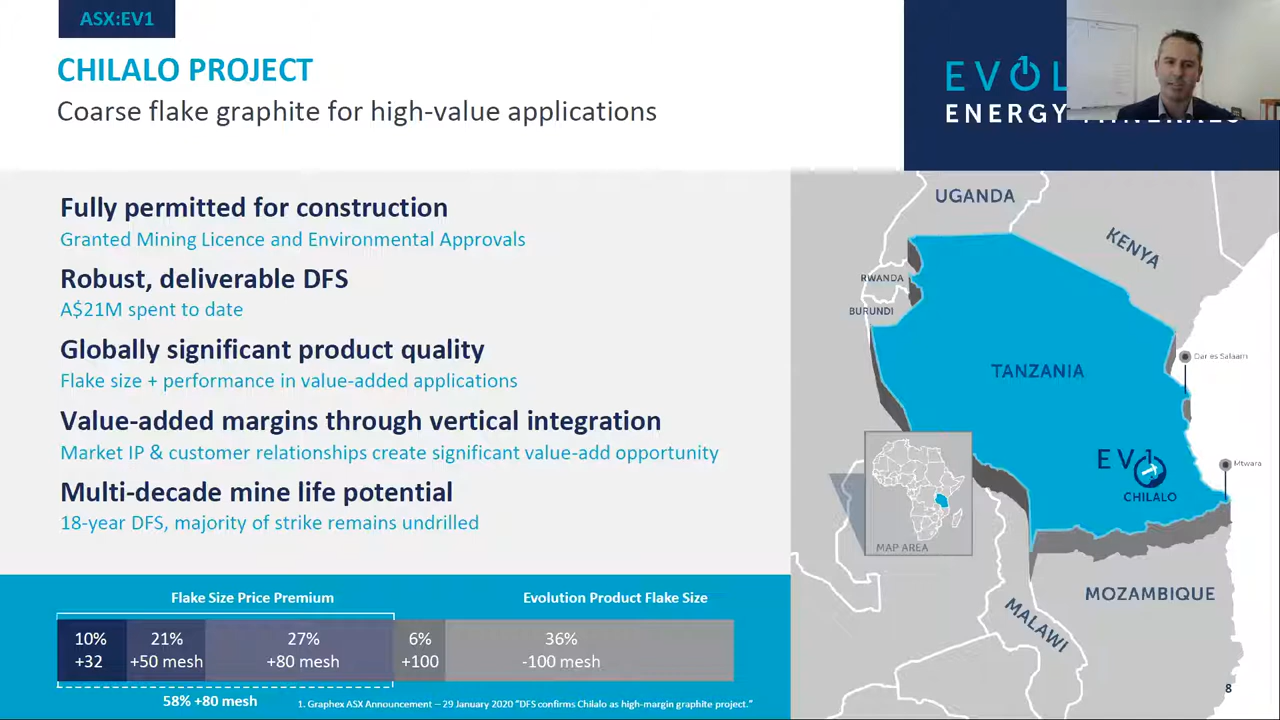 ASX:EV1
CHILALO PROJECT
Coarse flake graphite for high-value applications
EVOL
ENERGY MINERALS
Fully permitted for construction
Granted Mining Licence and Environmental Approvals
Robust, deliverable DFS
A$21M spent to date
Globally significant product quality
Flake size + performance in value-added applications
Value-added margins through vertical integration
Market IP & customer relationships create significant value-add opportunity
Multi-decade mine life potential
18-year DFS, majority of strike remains undrilled
Flake Size Price Premium
Evolution Product Flake Size
10%
+32
21%
+50 mesh
27%
+80 mesh
6%
+100
36%
-100 mesh
58% +80 mesh
1. Graphex ASX Announcement – 29 January 2020 "DFS confirms Chilalo as high-margin graphite project."
UGANDA
KENYA
RWANDA
BURUNDI
Dar es Salaam
TANZANIA
EV1
CHILALO
Mtwara
MAP AREA
MOZAMBIQUE
MALAWI
8